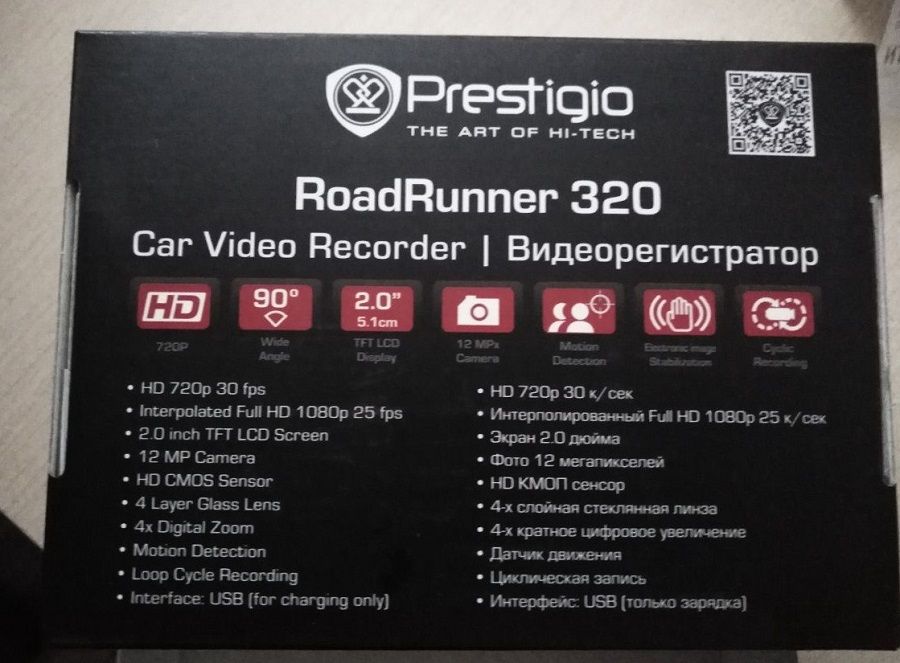 Prestigio
THE ART OF HI-TECH
RoadRunner 320
Car Video Recorder | Видеорегистратор
HD
720P
90°
Wide
Angle
2.0"
5.1cm
TFT LCD
Display
12 MPx
Camera
Motion
Detection
Electronic image
Stabilization
Cyclic
Recording
• HD 720p 30 fps
• Interpolated Full HD 1080p 25 fps
• 2.0 inch TFT LCD Screen
• 12 MP Camera
• HD CMOS Sensor
• 4 Layer Glass Lens
• 4x Digital Zoom
• Motion Detection
• Loop Cycle Recording
• Interface: USB (for charging only)
• HD 720p 30 к/сек
• Интерполированный Full HD 1080p 25 к/сек
• Экран 2.0 дюйма
• Фото 12 мегапикселей
• HD КМОП сенсор
• 4-х слойная стеклянная линза
• 4-х кратное цифровое увеличение
• Датчик движения
• Циклическая запись
• Интерфейс: USB (только зарядка)